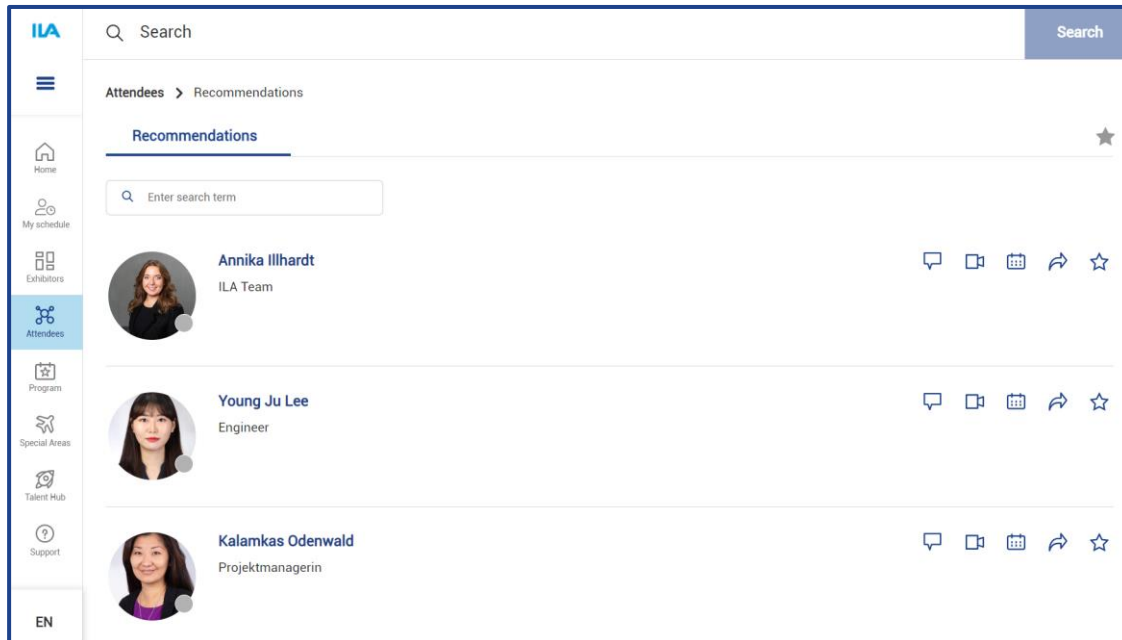 ILA
Search
Search
Attendees > Recommendations
Recommendations
Enter search term
Home
My schedule
Exhibitors
Attendees
Program
Special Areas
Talent Hub
Support
EN
Annika Illhardt
ILA Team
Young Ju Lee
Engineer
Kalamkas Odenwald
Projektmanagerin